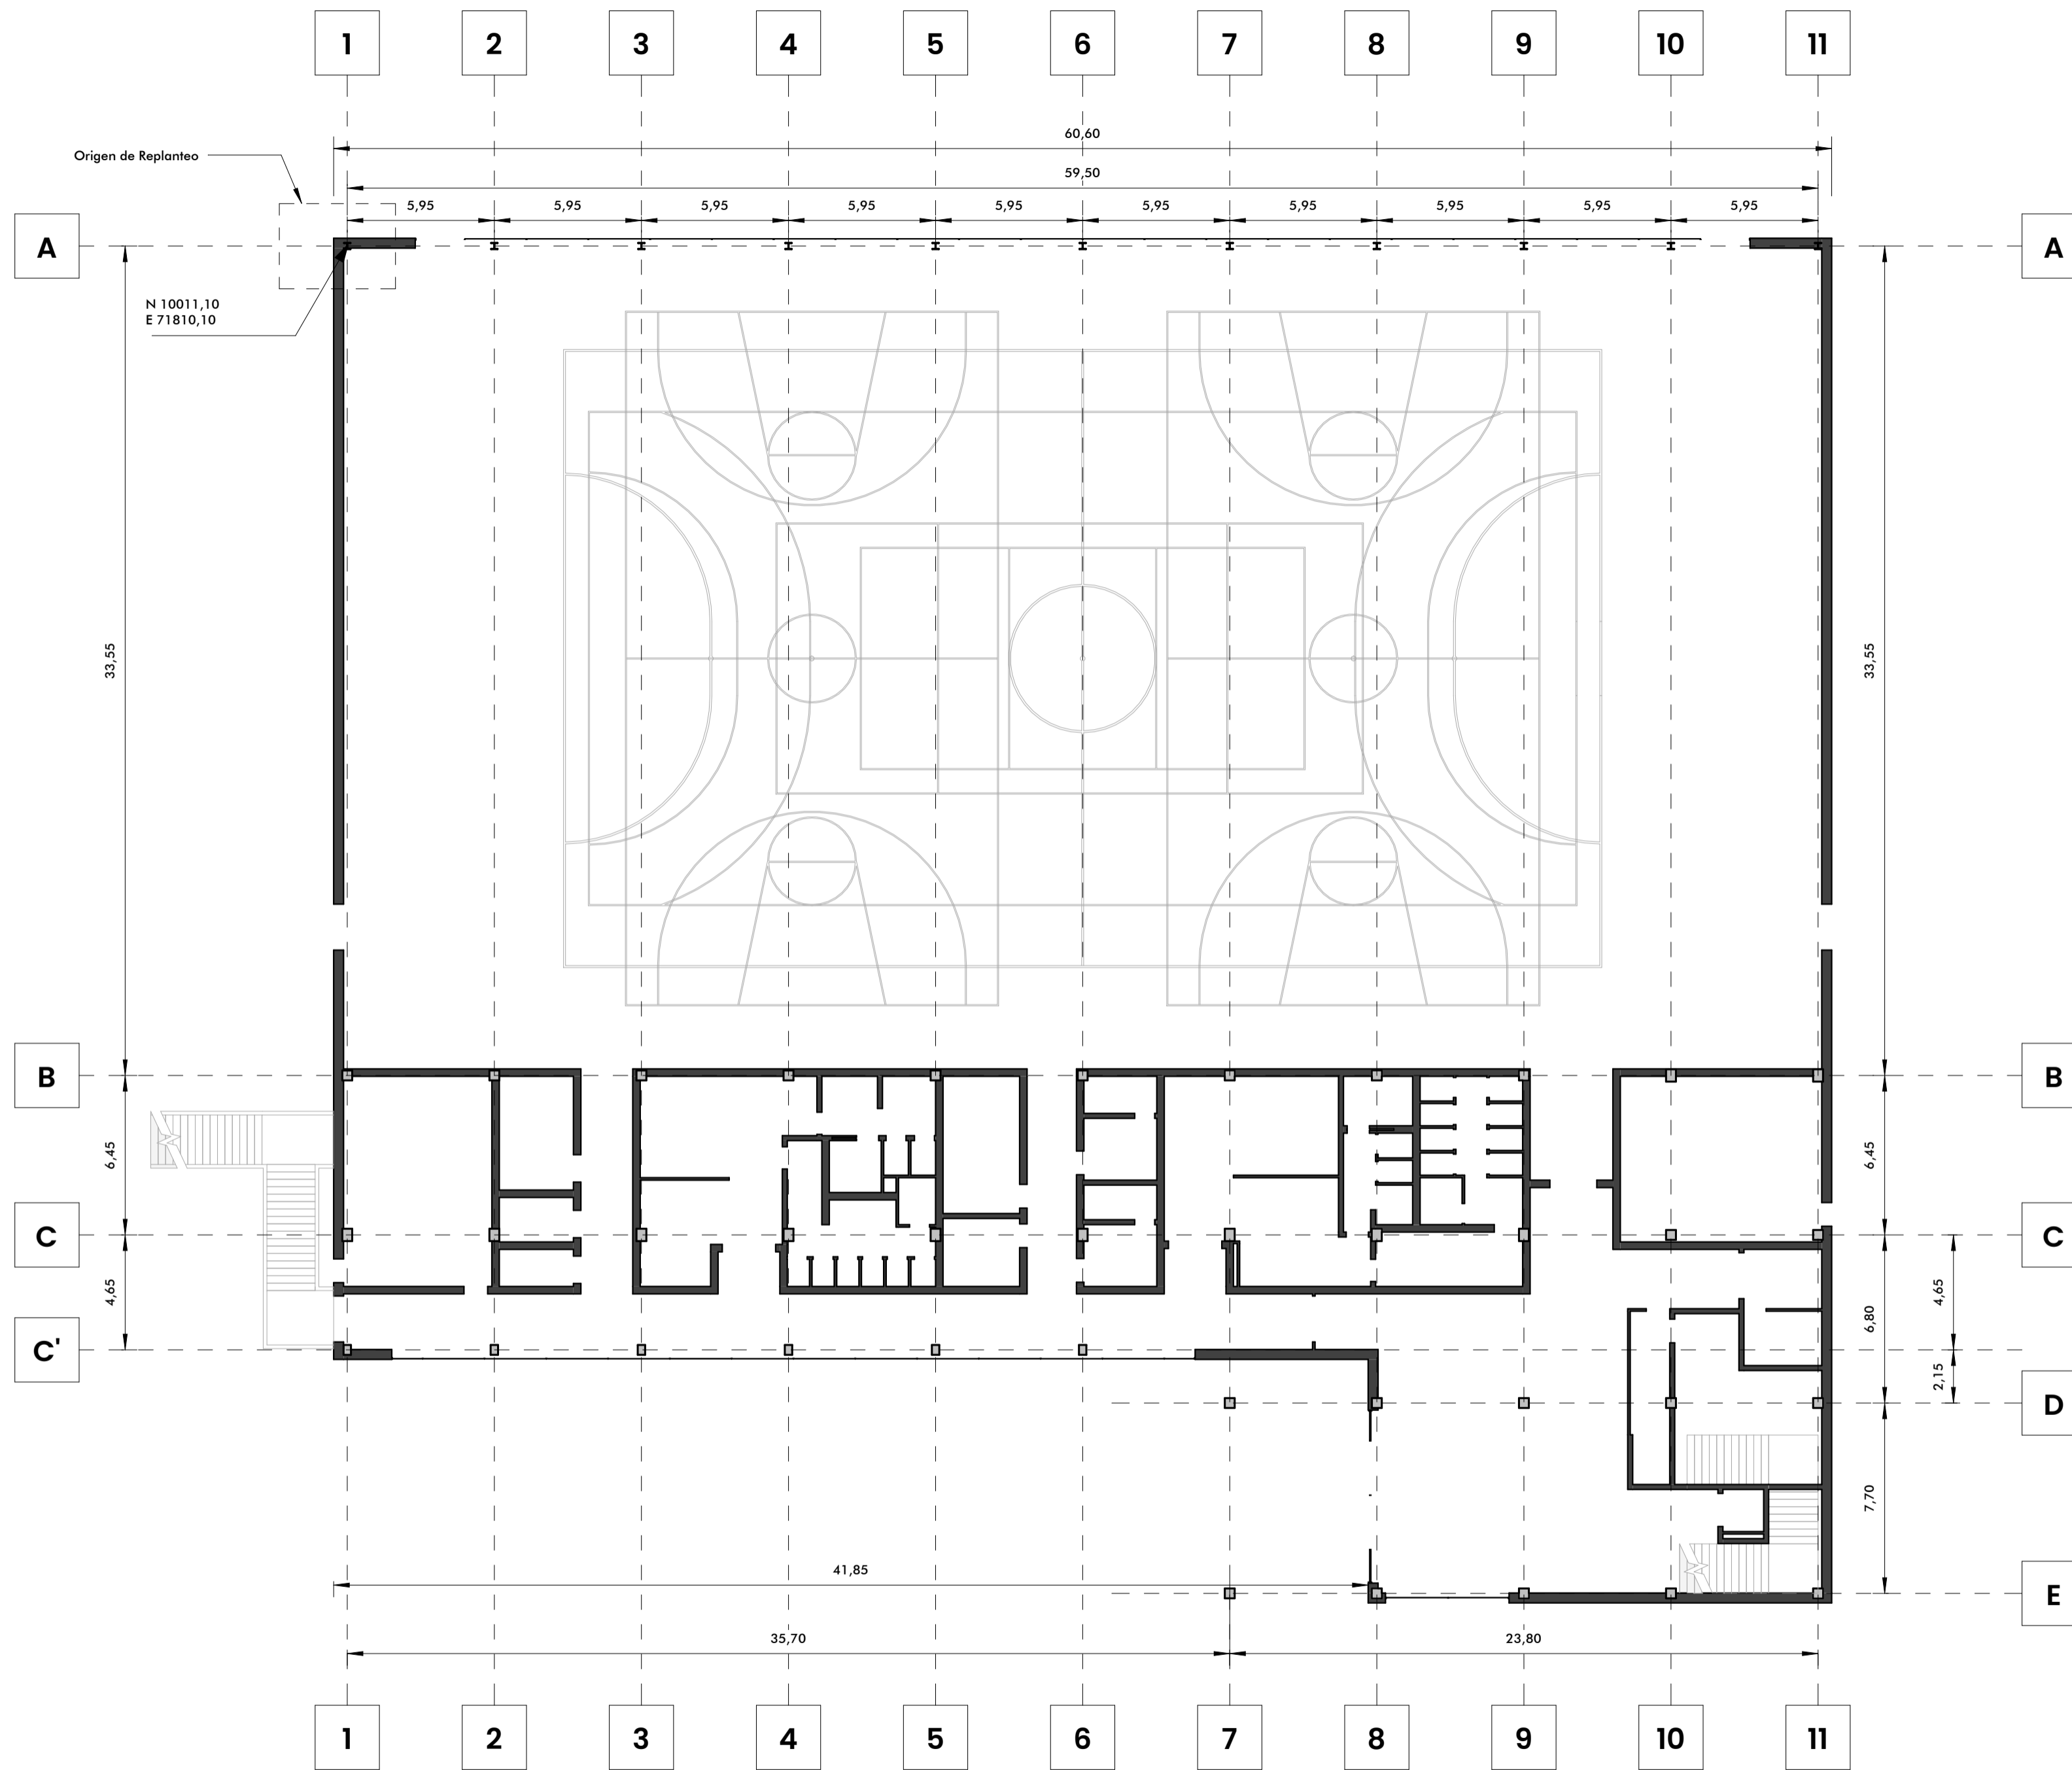 1 2 3 4 5 6 7 8 9 10 11
60,60
Origen de Replanteo
59,50
5,95 5,95 5,95 5,95 5,95 5,95 5,95 5,95 5,95 5,95
A A
N 10011,10
E 71810,10
33,55 33,55
B B
6,45 6,45
C C
4,65 4,65
6,80
C'
2,15
D
7,70
41,85
E
35,70 23,80
1 2 3 4 5 6 7 8 9 10 11